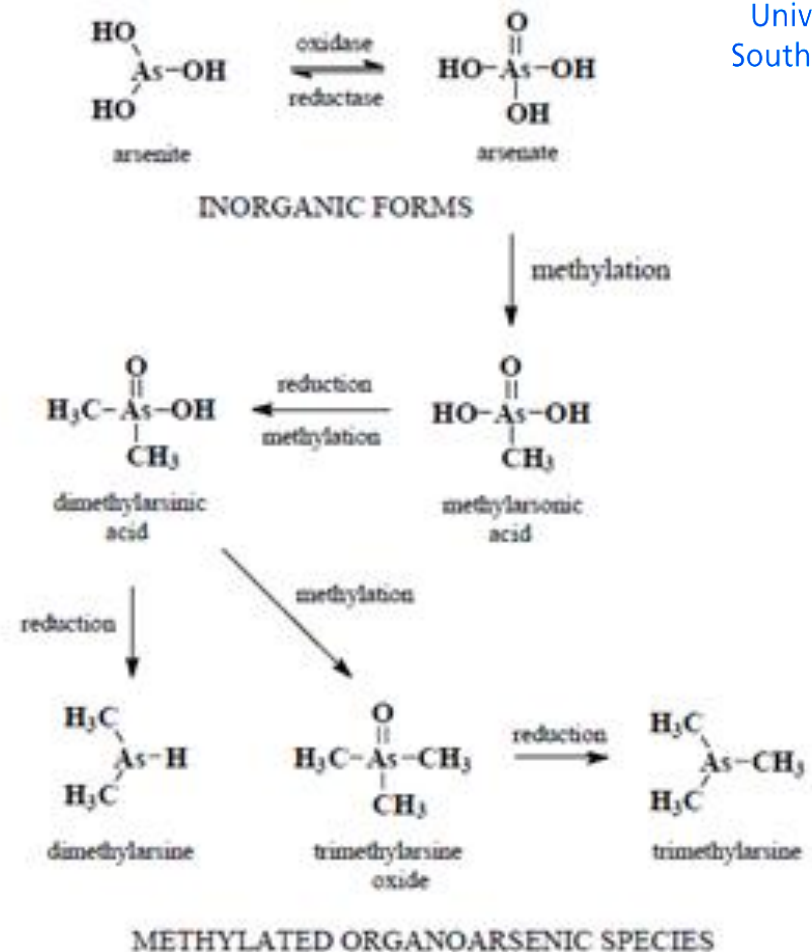 Univ
South
HO
As-OH
HO
arsenite
oxidase
reductase
O
HO-As-OH
OH
arsenate
INORGANIC FORMS
methylation
O
H₃C-As-OH
CH₃
dimethylarsinic
acid
reduction
methylation
O
HO-As-OH
CH₃
methylarsonic
acid
reduction
methylation
H₃C
As-H
H₃C
dimethylarsine
O
H₃C-As-CH₃
CH₃
trimethylarsine
oxide
reduction
H₃C
As-CH₃
H₃C
trimethylarsine
METHYLATED ORGANOARSENIC SPECIES